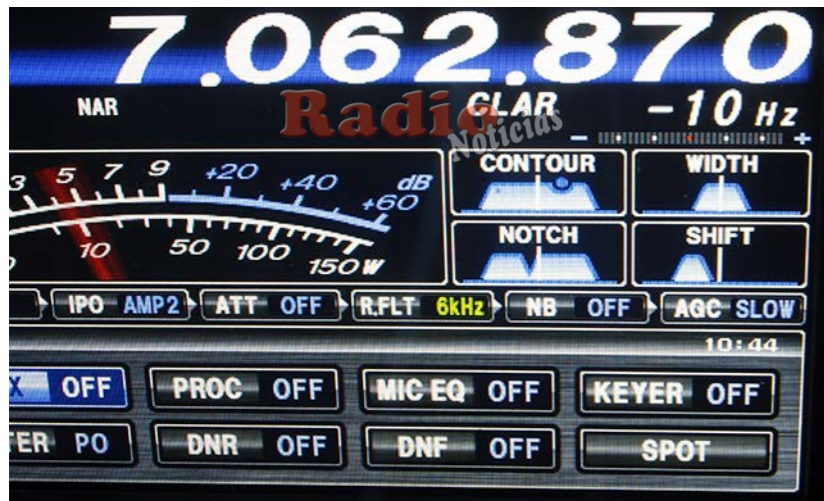 7.062.870
NAR CLAR -10 Hz
Radio
Noticias
- +
3 5 7 9 +20 +40 +60 dB
10 50 100 150 W
CONTOUR WIDTH
NOTCH SHIFT
IPO AMP2 ATT OFF R.FLT 6kHz NB OFF AGC SLOW
10:44
X OFF PROC OFF MIC EQ OFF KEYER OFF
TER PO DNR OFF DNF OFF SPOT